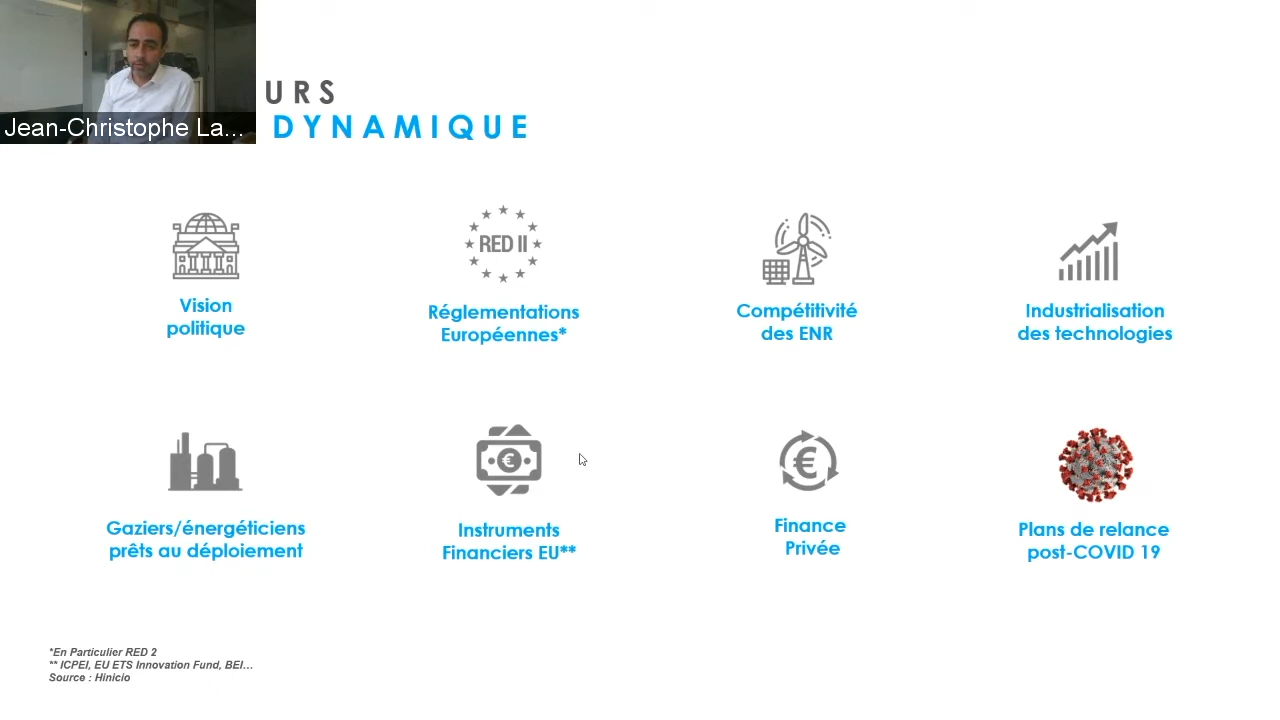 URS
DYNAMIQUE
Jean-Christophe La...
RED II
Vision
politique
Réglementations
Européennes*
Compétitivité
des ENR
Industrialisation
des technologies
€
€
Gaziers/énergéticiens
prêts au déploiement
Instruments
Financiers EU**
Finance
Privée
Plans de relance
post-COVID 19
*En Particulier RED 2
** ICPEI, EU ETS Innovation Fund, BEI...
Source : Hinicio